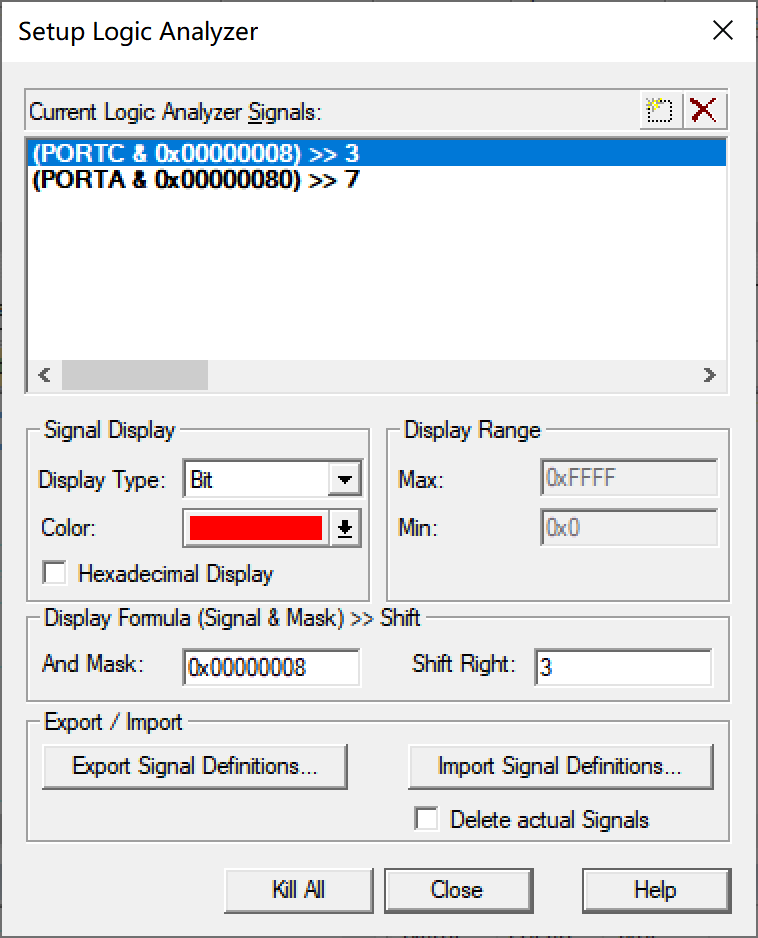 Setup Logic Analyzer
Current Logic Analyzer Signals:
(PORTC & 0x00000008) >> 3
(PORTA & 0x00000080) >> 7
Signal Display
Display Range
Display Type:
Bit
Max:
0xFFFF
Color:
Min:
0x0
Hexadecimal Display
Display Formula (Signal & Mask) >> Shift
And Mask:
0x00000008
Shift Right:
3
Export / Import
Export Signal Definitions...
Import Signal Definitions...
Delete actual Signals
Kill All
Close
Help